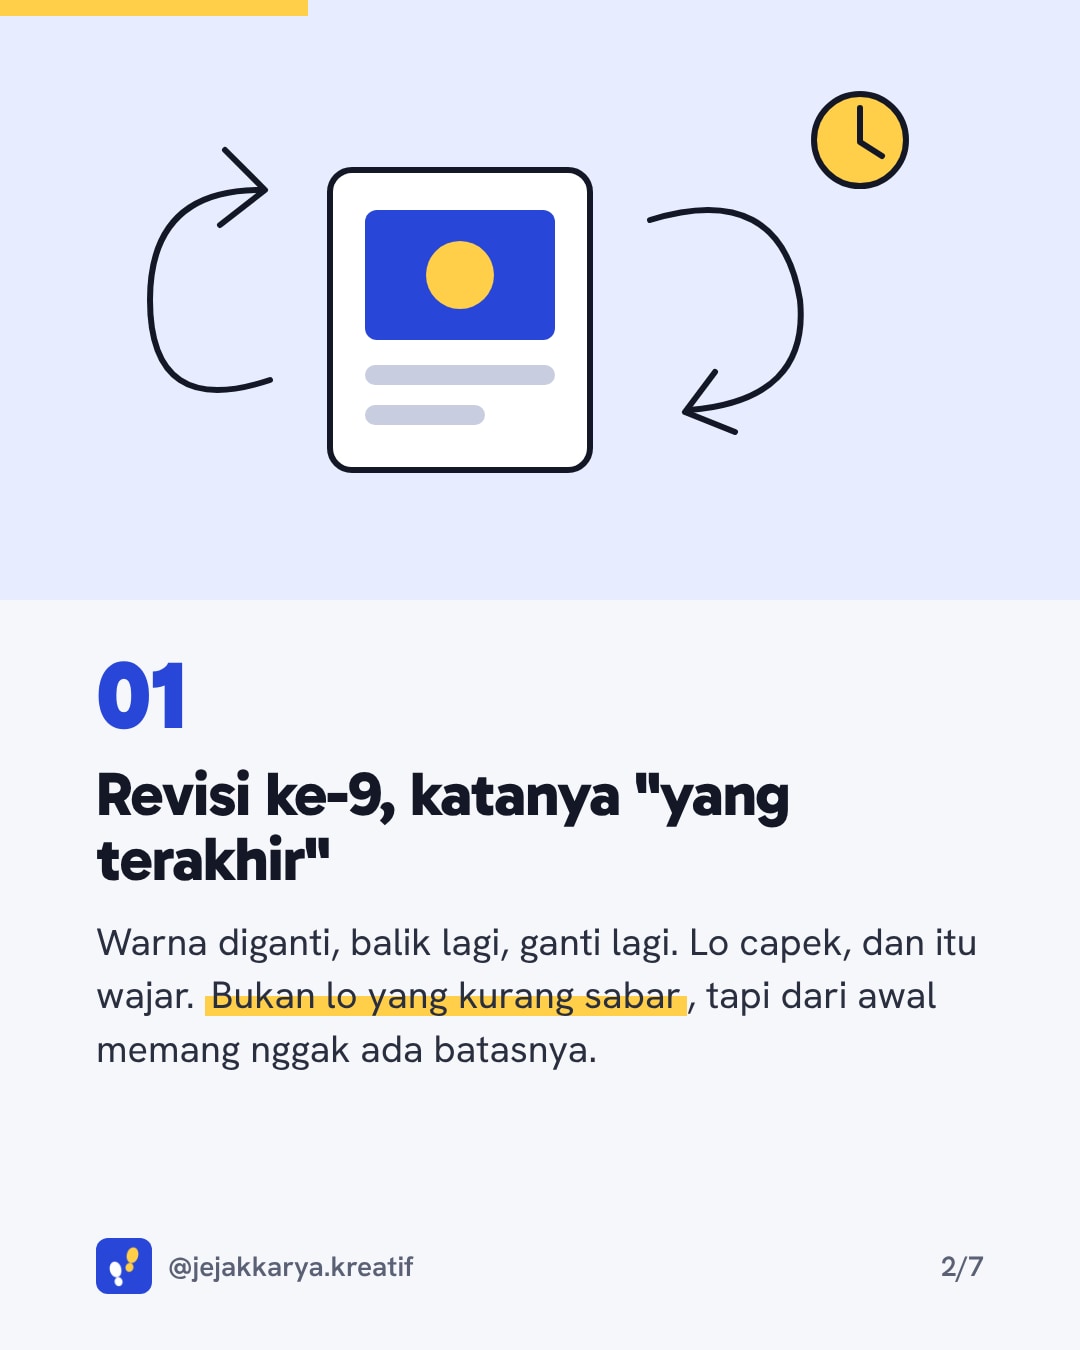 01
Revisi ke-9, katanya "yang
terakhir"
Warna diganti, balik lagi, ganti lagi. Lo capek, dan itu
wajar. Bukan lo yang kurang sabar, tapi dari awal
memang nggak ada batasnya.
@jejakkarya.kreatif
2/7